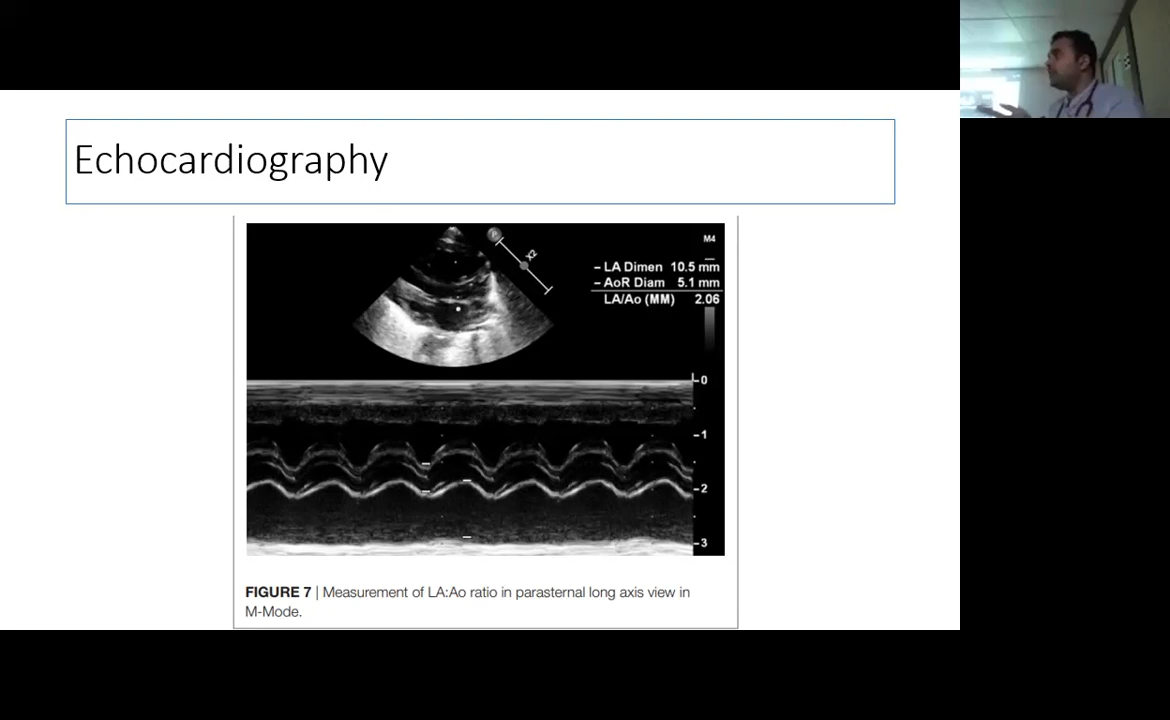 Echocardiography
P
X2
M4
– LA Dimen 10.5 mm
– AoR Diam 5.1 mm
LA/Ao (MM) 2.06
0
1
2
3
FIGURE 7 | Measurement of LA:Ao ratio in parasternal long axis view in
M-Mode.